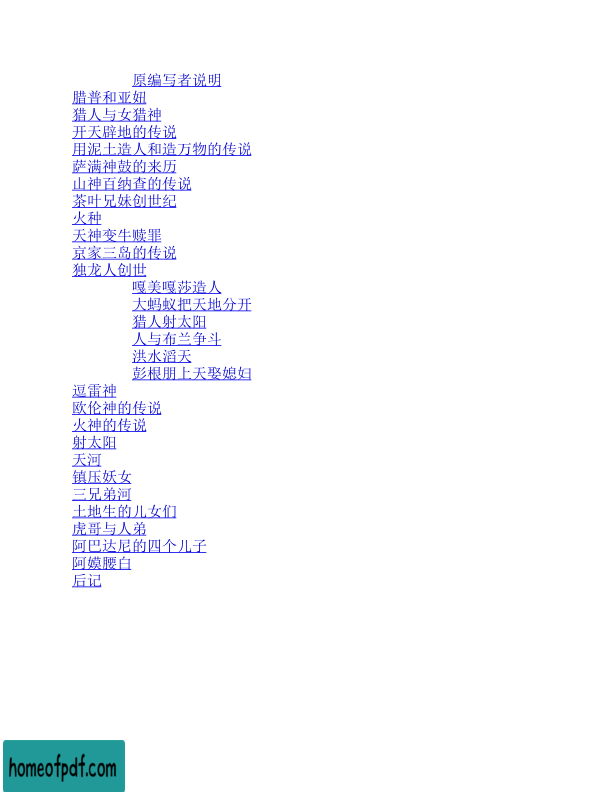 原编写者说明
腊普和亚妞
猎人与女猎神
开天辟地的传说
用泥土造人和造万物的传说
萨满神鼓的来历
山神百纳查的传说
茶叶兄妹创世纪
火种
天神变牛赎罪
京家三岛的传说
独龙人创世
嘎美嘎莎造人
大蚂蚁把天地分开
猎人射太阳
人与布兰争斗
洪水滔天
彭根朋上天娶媳妇
逗雷神
欧伦神的传说
火神的传说
射太阳
天河
镇压妖女
三兄弟河
土地生的儿女们
虎哥与人弟
阿巴达尼的四个儿子
阿嫫腰白
后记
homeofpdf.com